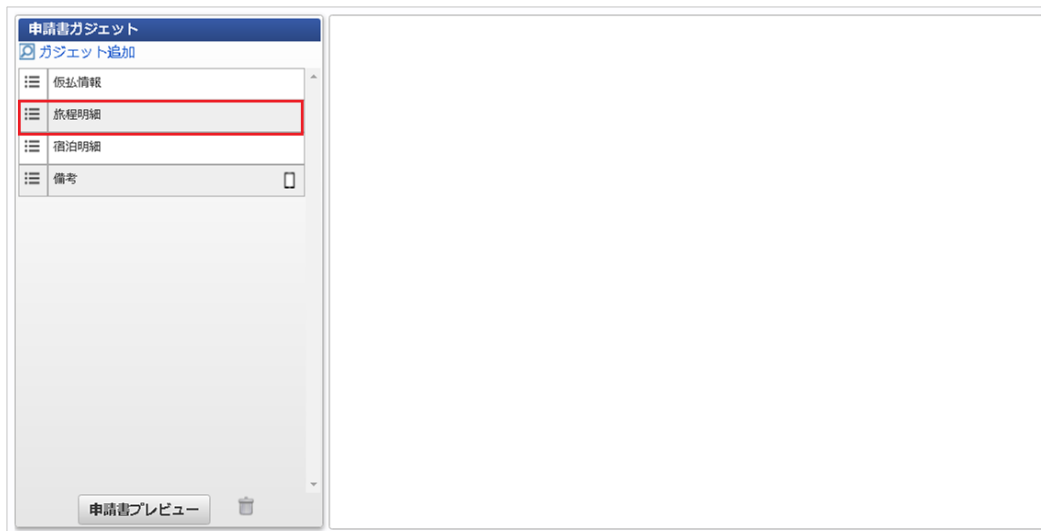 申請書ガジェット
ガジェット追加
仮払情報
旅程明細
宿泊明細
備考
申請書プレビュー